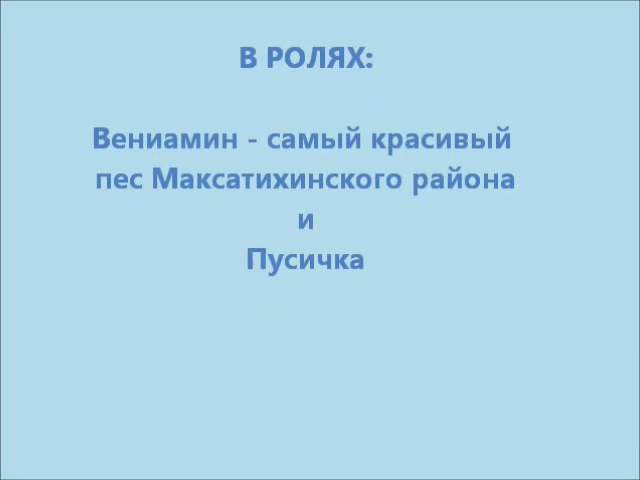 В РОЛЯХ:
Вениамин - самый красивый
пес Максатихинского района
и
Пусичка